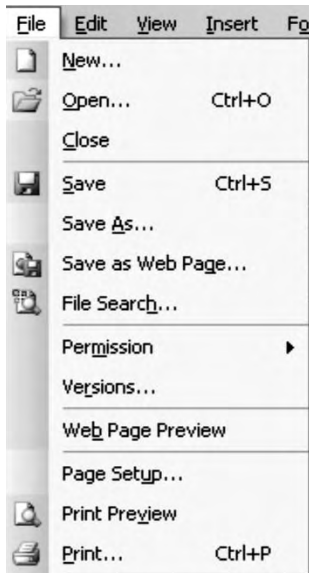 File Edit View Insert Fo
New...
Open... Ctrl+O
Close
Save Ctrl+S
Save As...
Save as Web Page...
File Search...
Permission
Versions...
Web Page Preview
Page Setup...
Print Preview
Print... Ctrl+P